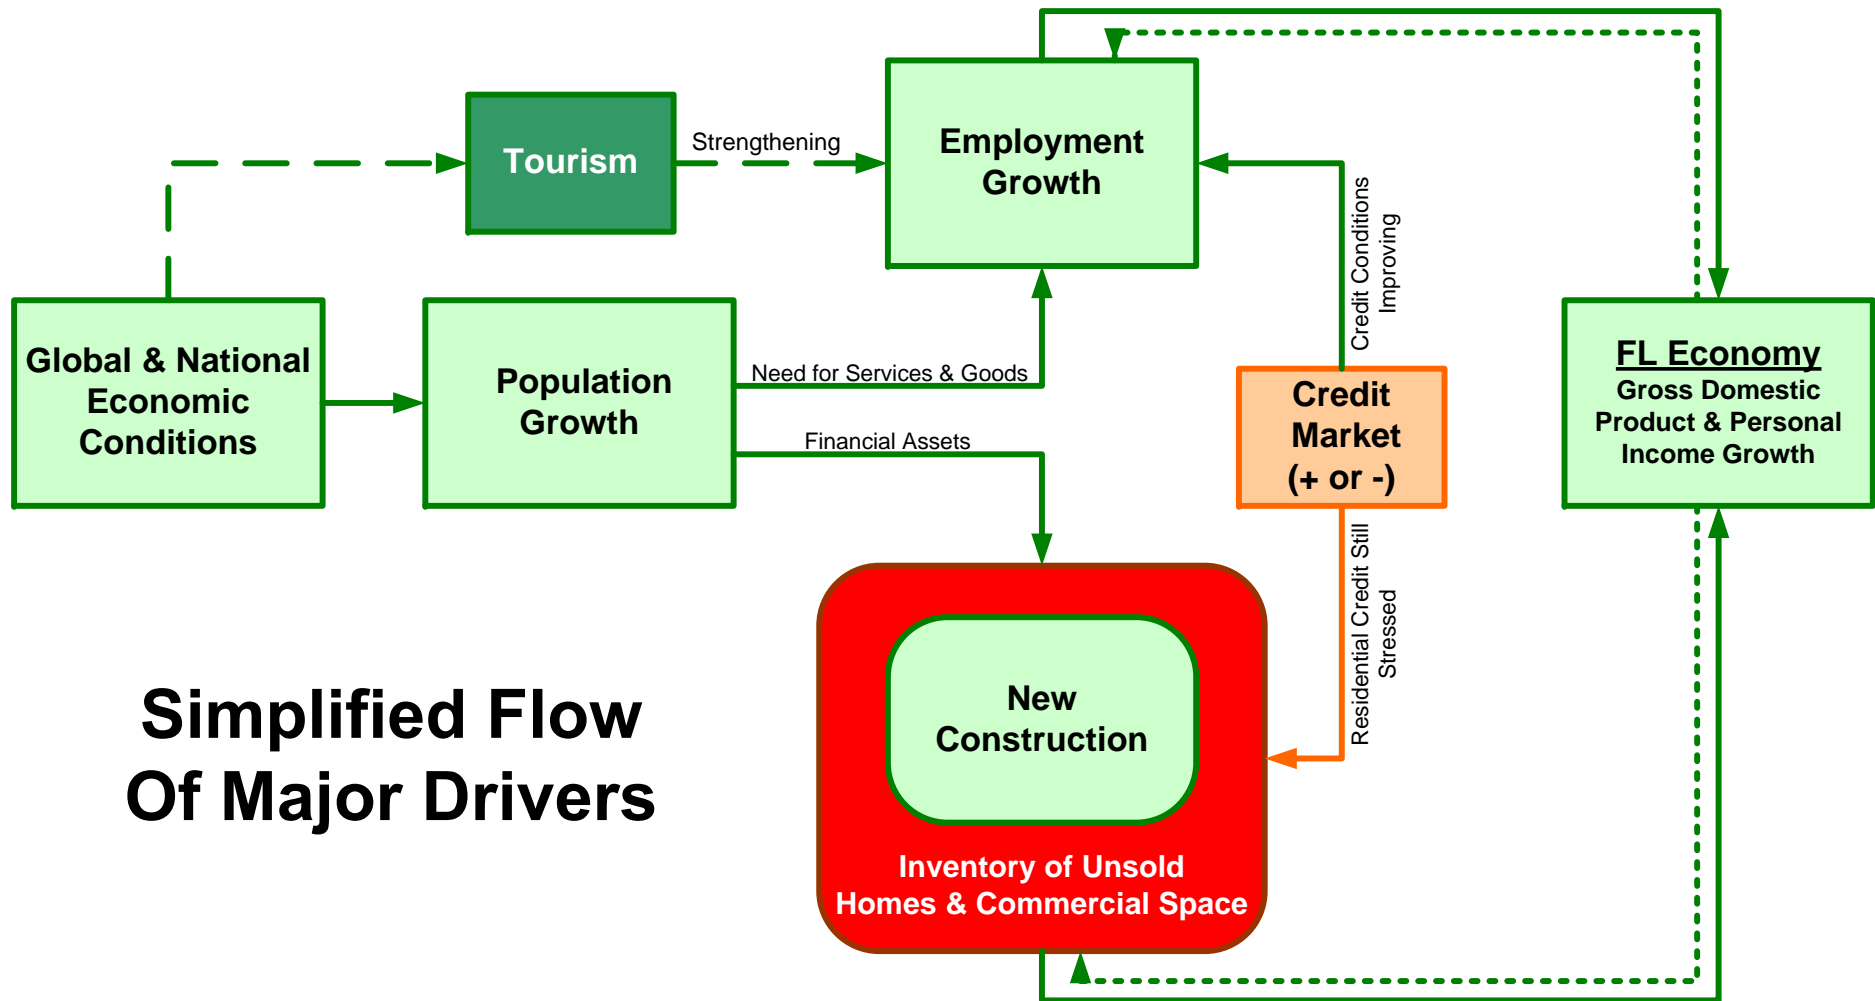 Strengthening
Tourism
Employment
Growth
Credit Conditions
Improving
Global & National
Economic
Conditions
Population
Growth
Need for Services & Goods
Financial Assets
Credit
Market
(+ or -)
FL Economy
Gross Domestic
Product & Personal
Income Growth
Residential Credit Still
Stressed
New
Construction
Inventory of Unsold
Homes & Commercial Space
Simplified Flow
Of Major Drivers